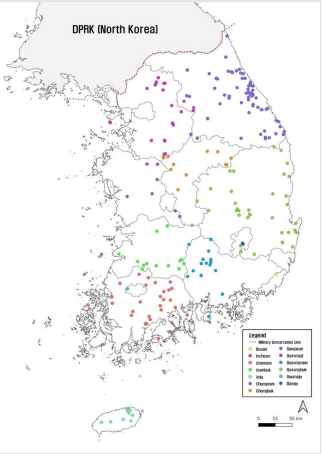 DPRK (North Korea)
Legend
Military Demarcation Line
Busan
Incheon
Jeonnam
Jeonbuk
Jeju
Chungnam
Chungbuk
Gangwon
Gyeonggi
Gyeongnam
Gyeongbuk
Gwangju
Daegu
0 25 50 km